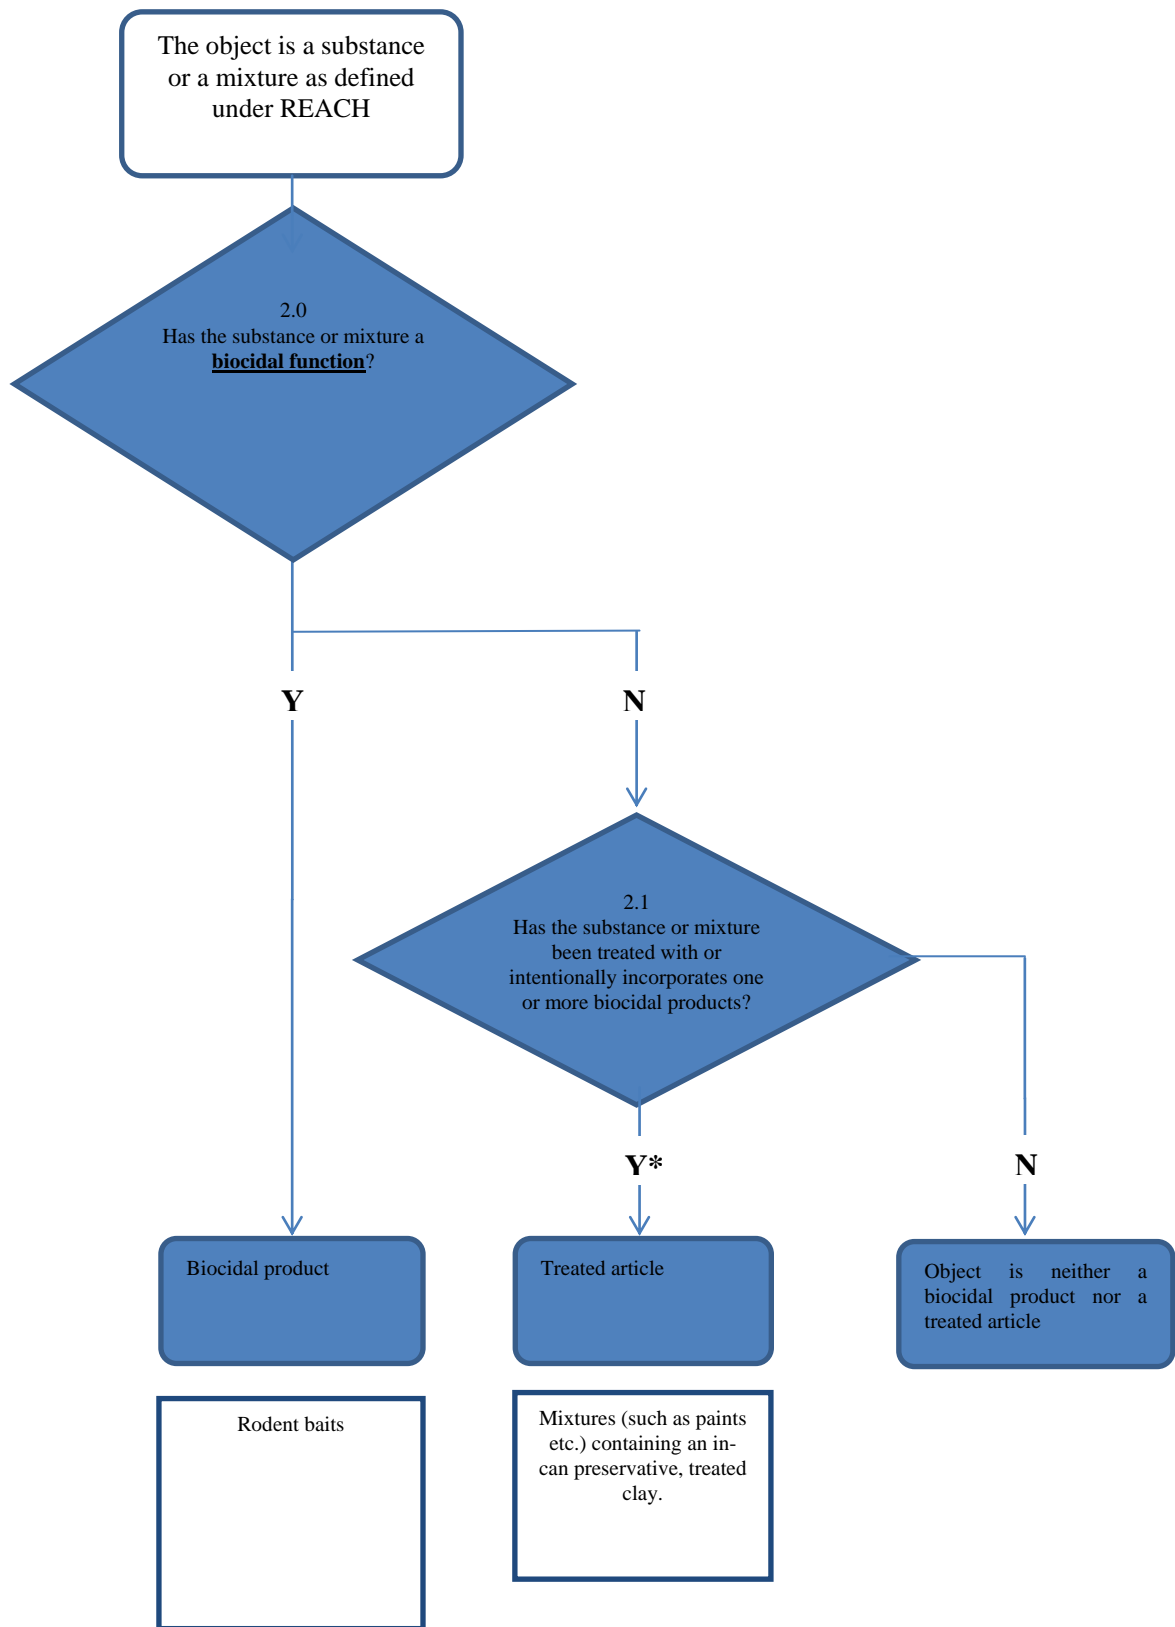 The object is a substance
or a mixture as defined
under REACH
2.0
Has the substance or mixture a
biocidal function?
Y
N
2.1
Has the substance or mixture
been treated with or
intentionally incorporates one
or more biocidal products?
Y*
N
Biocidal product
Treated article
Object is neither a
biocidal product nor a
treated article
Rodent baits
Mixtures (such as paints
etc.) containing an in-
can preservative, treated
clay.